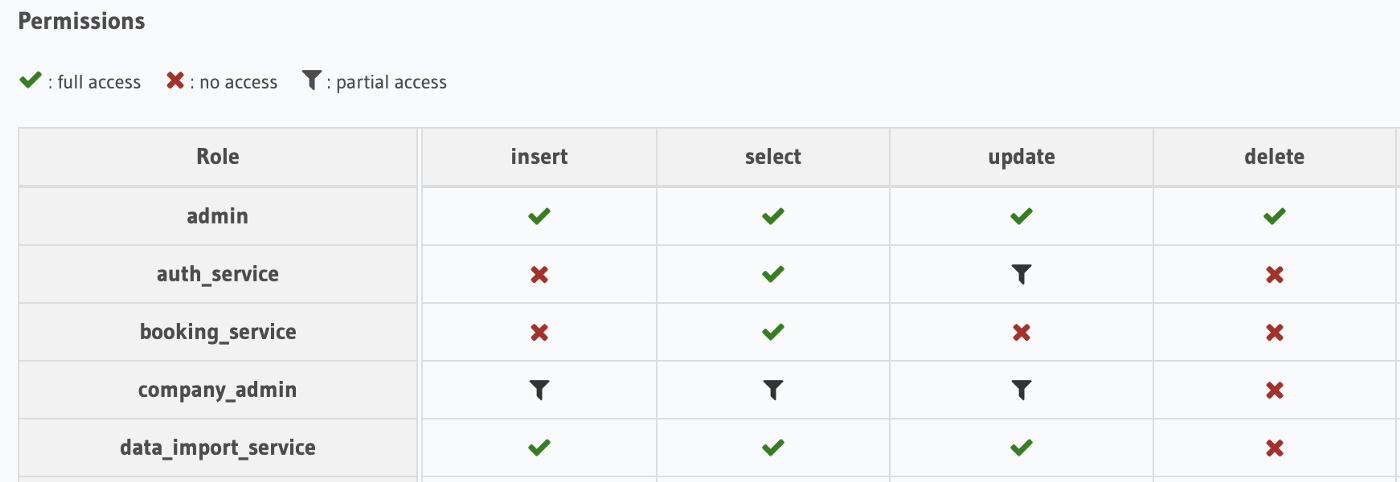 Permissions
: full access : no access : partial access
Role insert select update delete
admin
auth_service
booking_service
company_admin
data_import_service